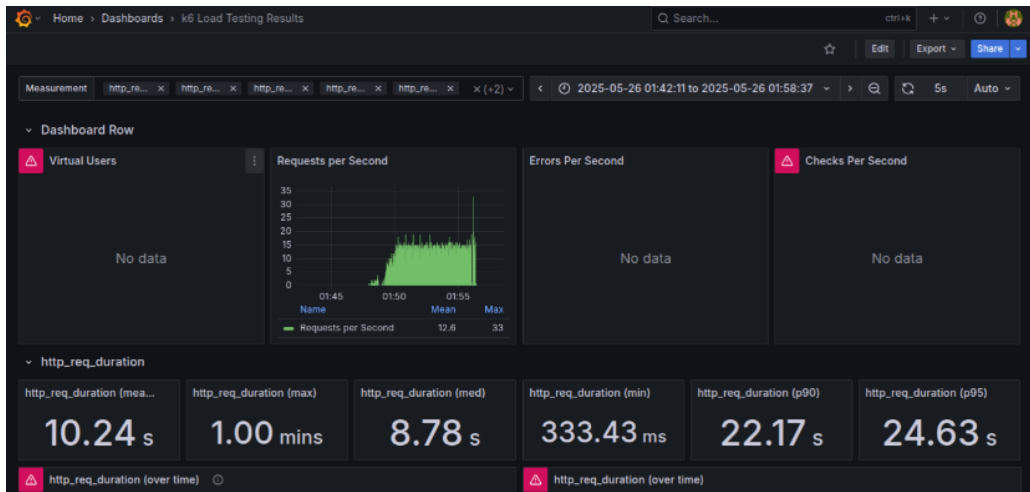 Home › Dashboards › k6 Load Testing Results
Search...
ctrl+k
Edit
Export
Share
Measurement
http_re... ×
http_re... ×
http_re... ×
http_re... ×
http_re... ×
× (+2)
2025-05-26 01:42:11 to 2025-05-26 01:58:37
5s
Auto
Dashboard Row
Virtual Users
No data
Requests per Second
35
30
25
20
15
10
5
0
01:45 01:50 01:55
Name Mean Max
Requests per Second 12.6 33
Errors Per Second
No data
Checks Per Second
No data
http_req_duration
http_req_duration (mea...
10.24 s
http_req_duration (max)
1.00 mins
http_req_duration (med)
8.78 s
http_req_duration (min)
333.43 ms
http_req_duration (p90)
22.17 s
http_req_duration (p95)
24.63 s
http_req_duration (over time)
http_req_duration (over time)